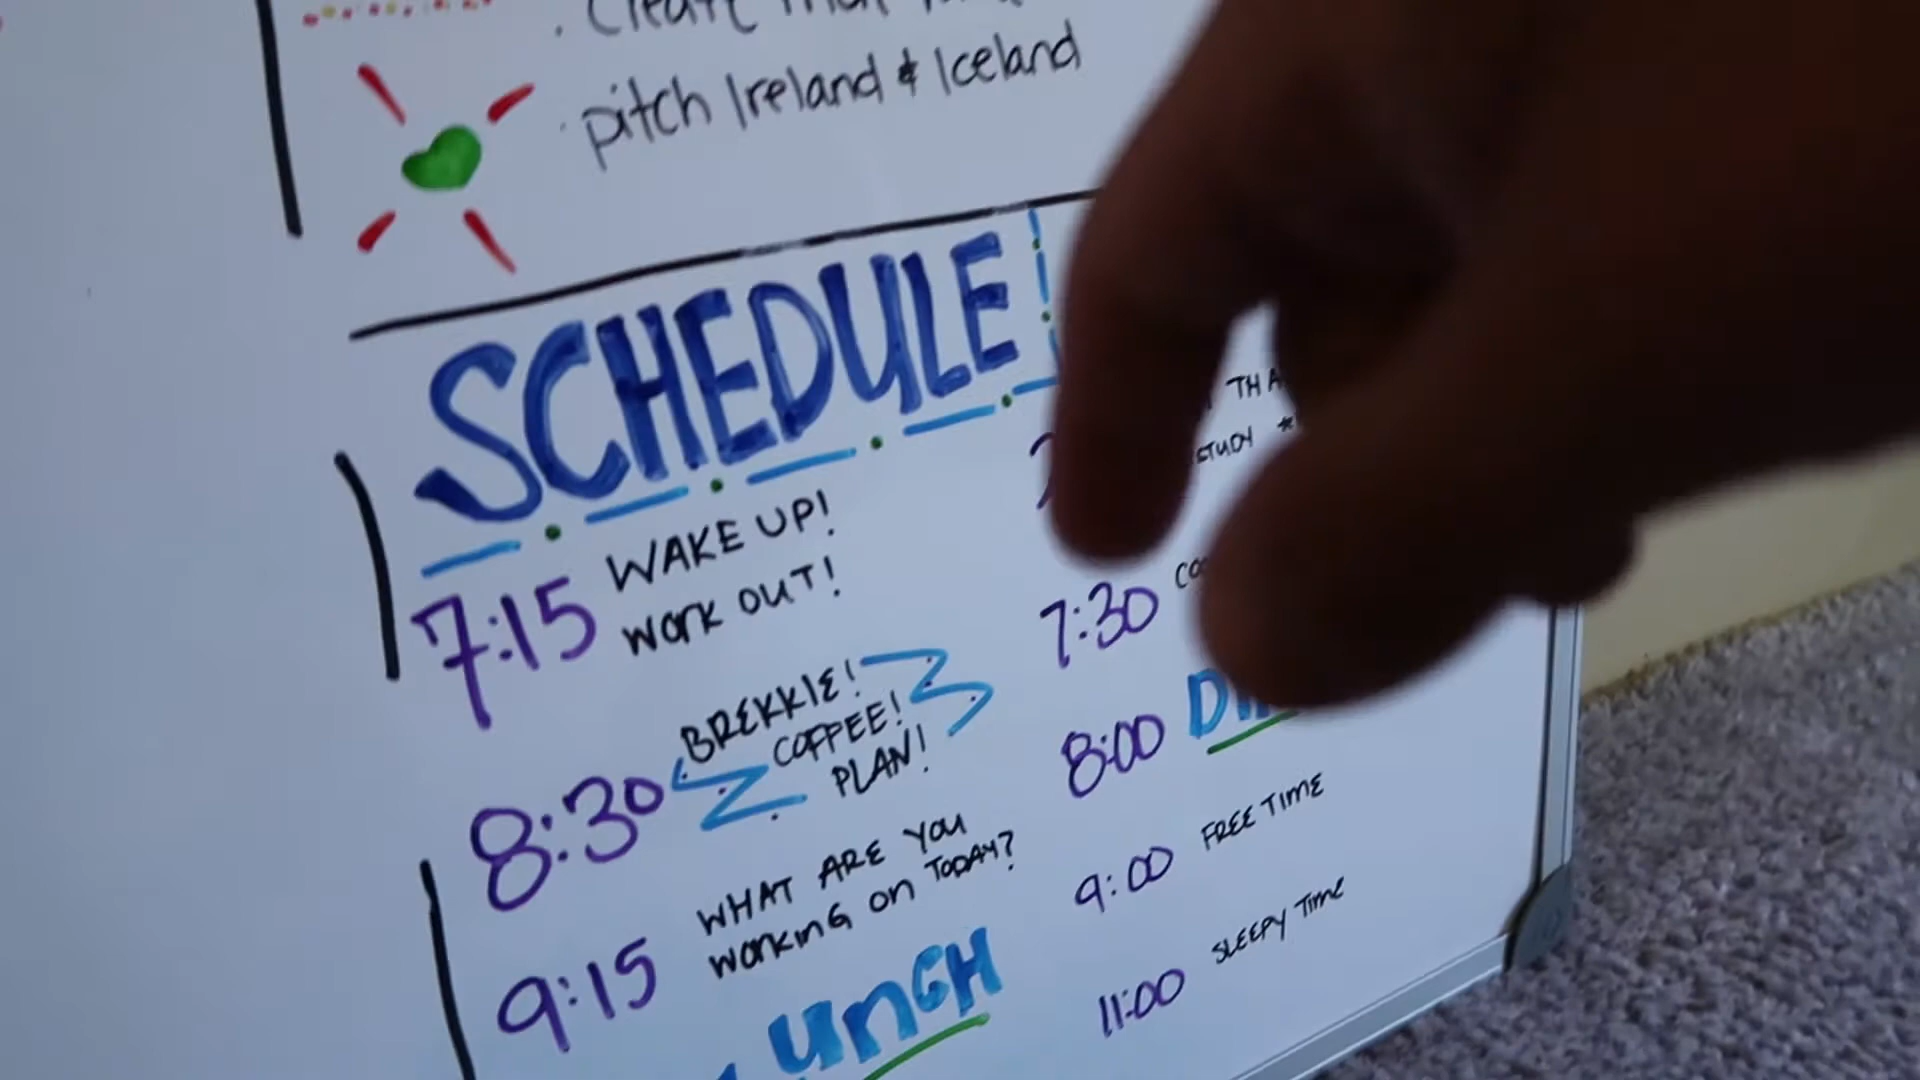 pitch Ireland & Iceland
SCHEDULE
7:15 WAKE UP!
WORK OUT!
8:30 BREKKIE!
COFFEE!
PLAN!
9:15 WHAT ARE YOU
WORKING ON TODAY?
LUNCH
STUDY
7:30
8:00
9:00 FREE TIME
11:00 SLEEPY TIME